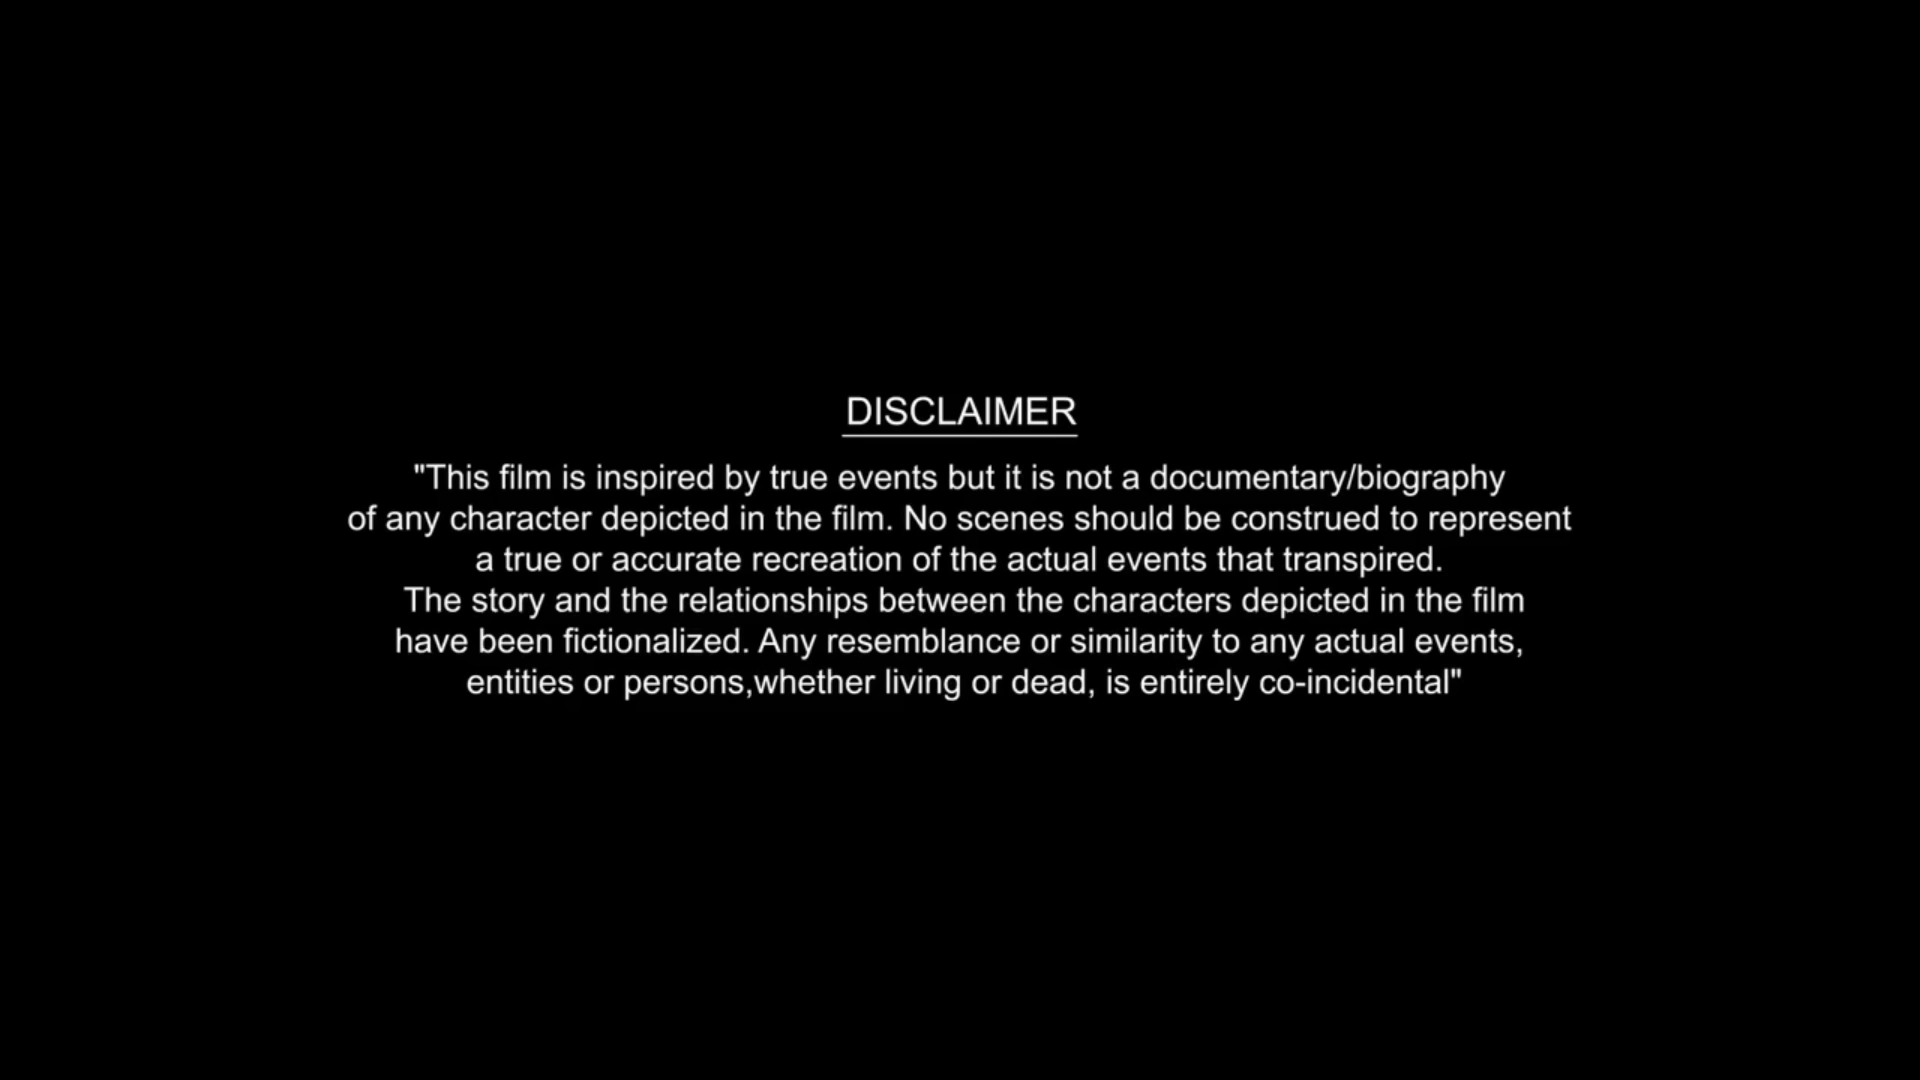 DISCLAIMER
"This film is inspired by true events but it is not a documentary/biography
of any character depicted in the film. No scenes should be construed to represent
a true or accurate recreation of the actual events that transpired.
The story and the relationships between the characters depicted in the film
have been fictionalized. Any resemblance or similarity to any actual events,
entities or persons,whether living or dead, is entirely co-incidental"